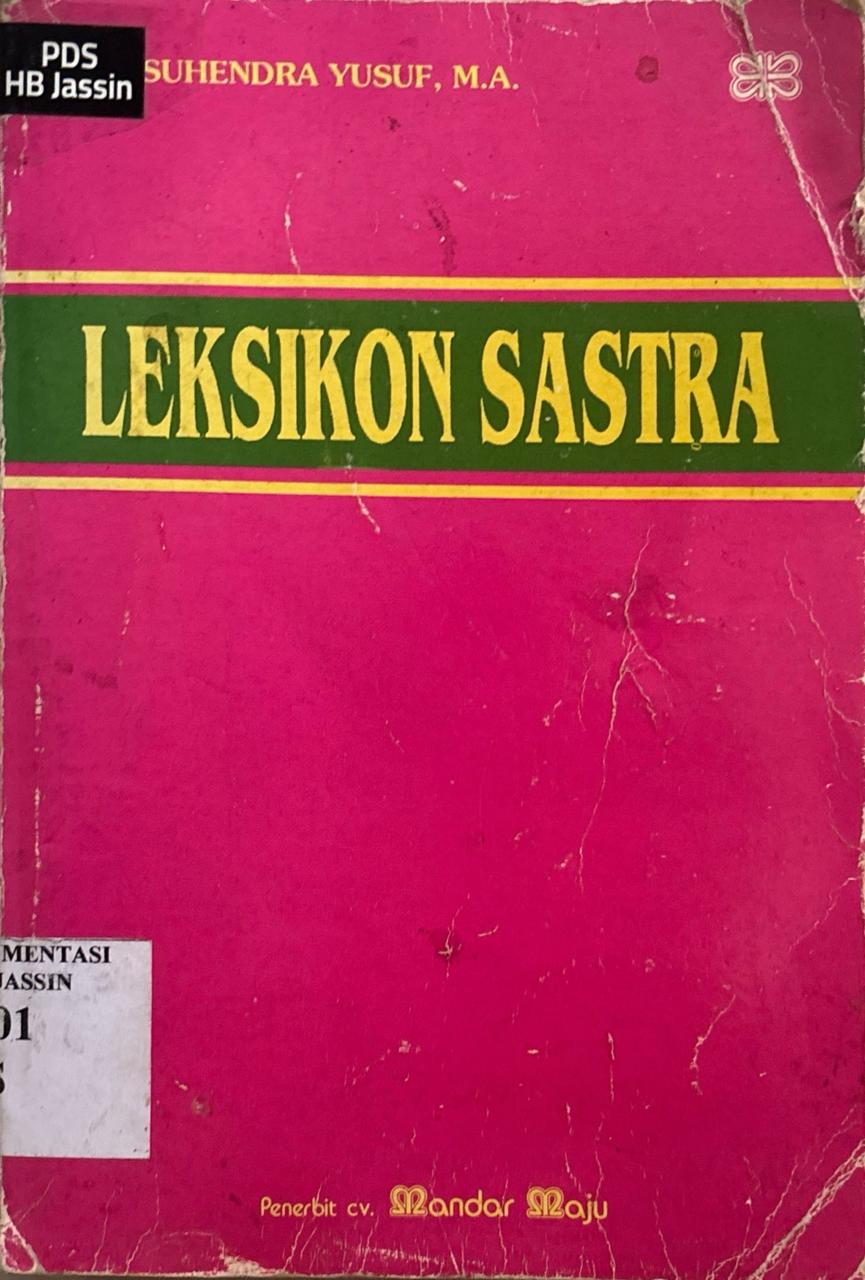 PDS
HB Jassin
SUHENDRA YUSUF, M.A.
LEKSIKON SASTRA
MENTASI
JASSIN
01
S
Penerbit cv. Mandar Maju